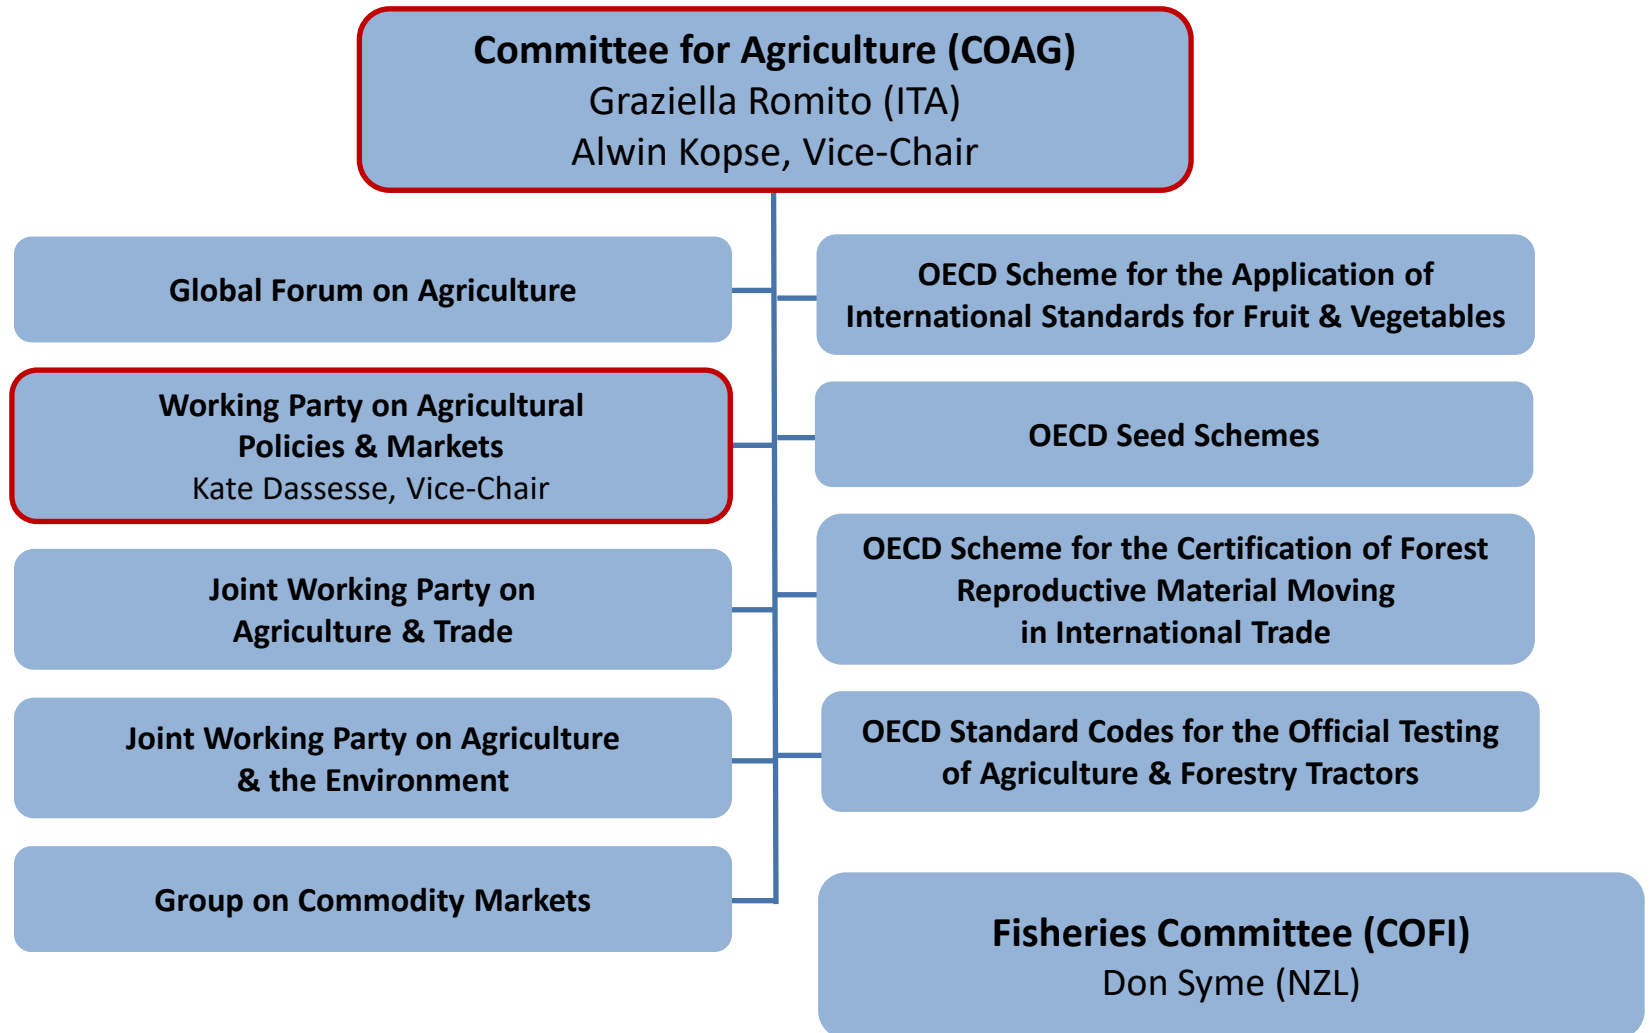 Committee for Agriculture (COAG)
Graziella Romito (ITA)
Alwin Kopse, Vice-Chair
Global Forum on Agriculture
Working Party on Agricultural
Policies & Markets
Kate Dassesse, Vice-Chair
Joint Working Party on
Agriculture & Trade
Joint Working Party on Agriculture
& the Environment
Group on Commodity Markets
OECD Scheme for the Application of
International Standards for Fruit & Vegetables
OECD Seed Schemes
OECD Scheme for the Certification of Forest
Reproductive Material Moving
in International Trade
OECD Standard Codes for the Official Testing
of Agriculture & Forestry Tractors
Fisheries Committee (COFI)
Don Syme (NZL)